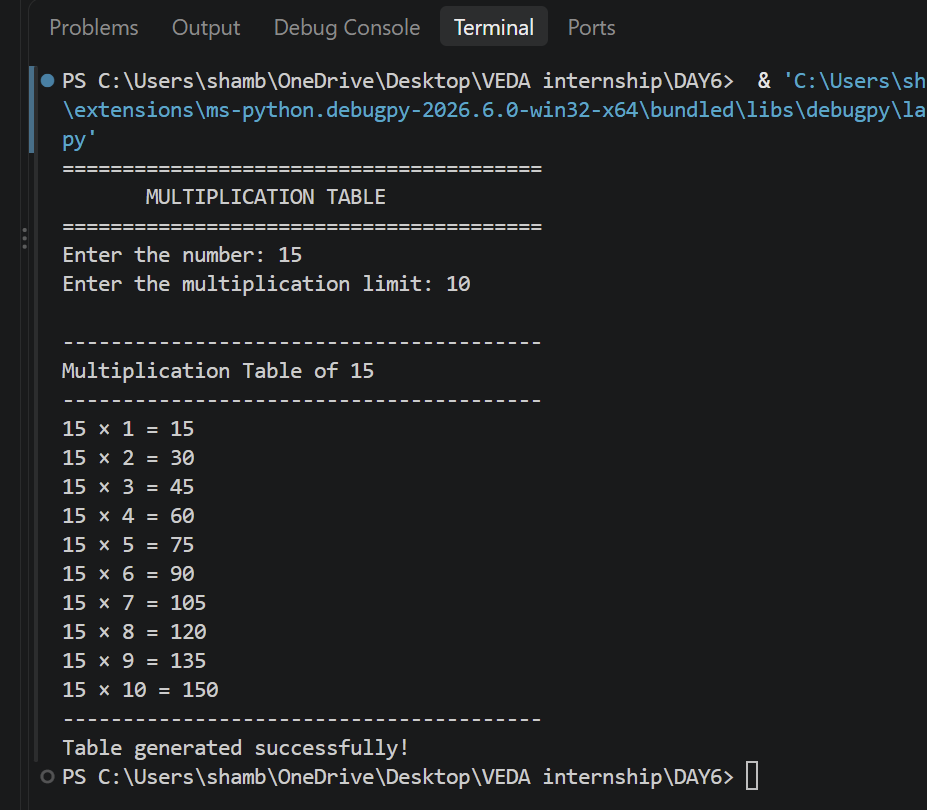 Problems Output Debug Console Terminal Ports
PS C:\Users\shamb\OneDrive\Desktop\VEDA internship\DAY6>  & 'C:\Users\sh
\extensions\ms-python.debugpy-2026.6.0-win32-x64\bundled\libs\debugpy\la
py'
========================================
       MULTIPLICATION TABLE
========================================
Enter the number: 15
Enter the multiplication limit: 10
----------------------------------------
Multiplication Table of 15
----------------------------------------
15 × 1 = 15
15 × 2 = 30
15 × 3 = 45
15 × 4 = 60
15 × 5 = 75
15 × 6 = 90
15 × 7 = 105
15 × 8 = 120
15 × 9 = 135
15 × 10 = 150
----------------------------------------
Table generated successfully!
PS C:\Users\shamb\OneDrive\Desktop\VEDA internship\DAY6>